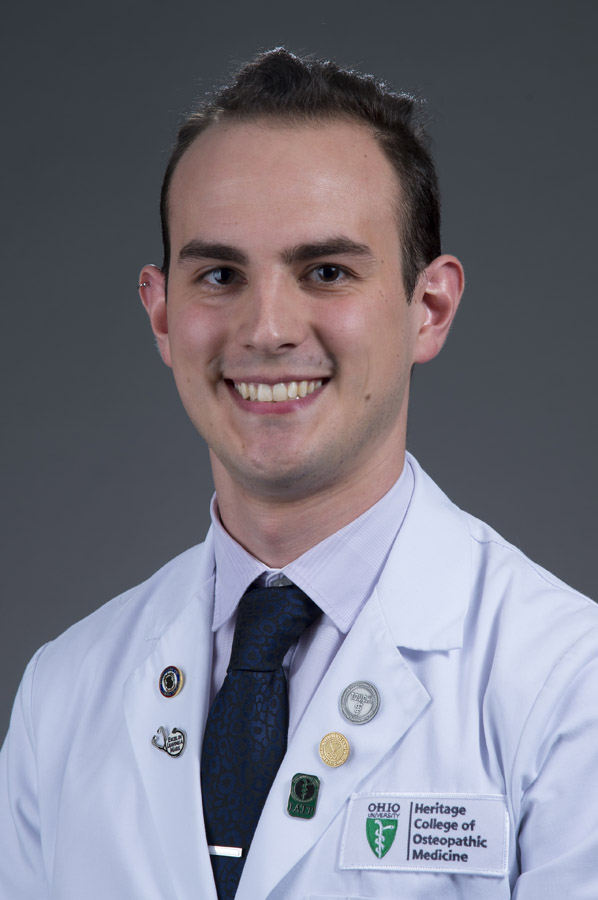 OHIO
UNIVERSITY
Heritage
College of
Osteopathic
Medicine